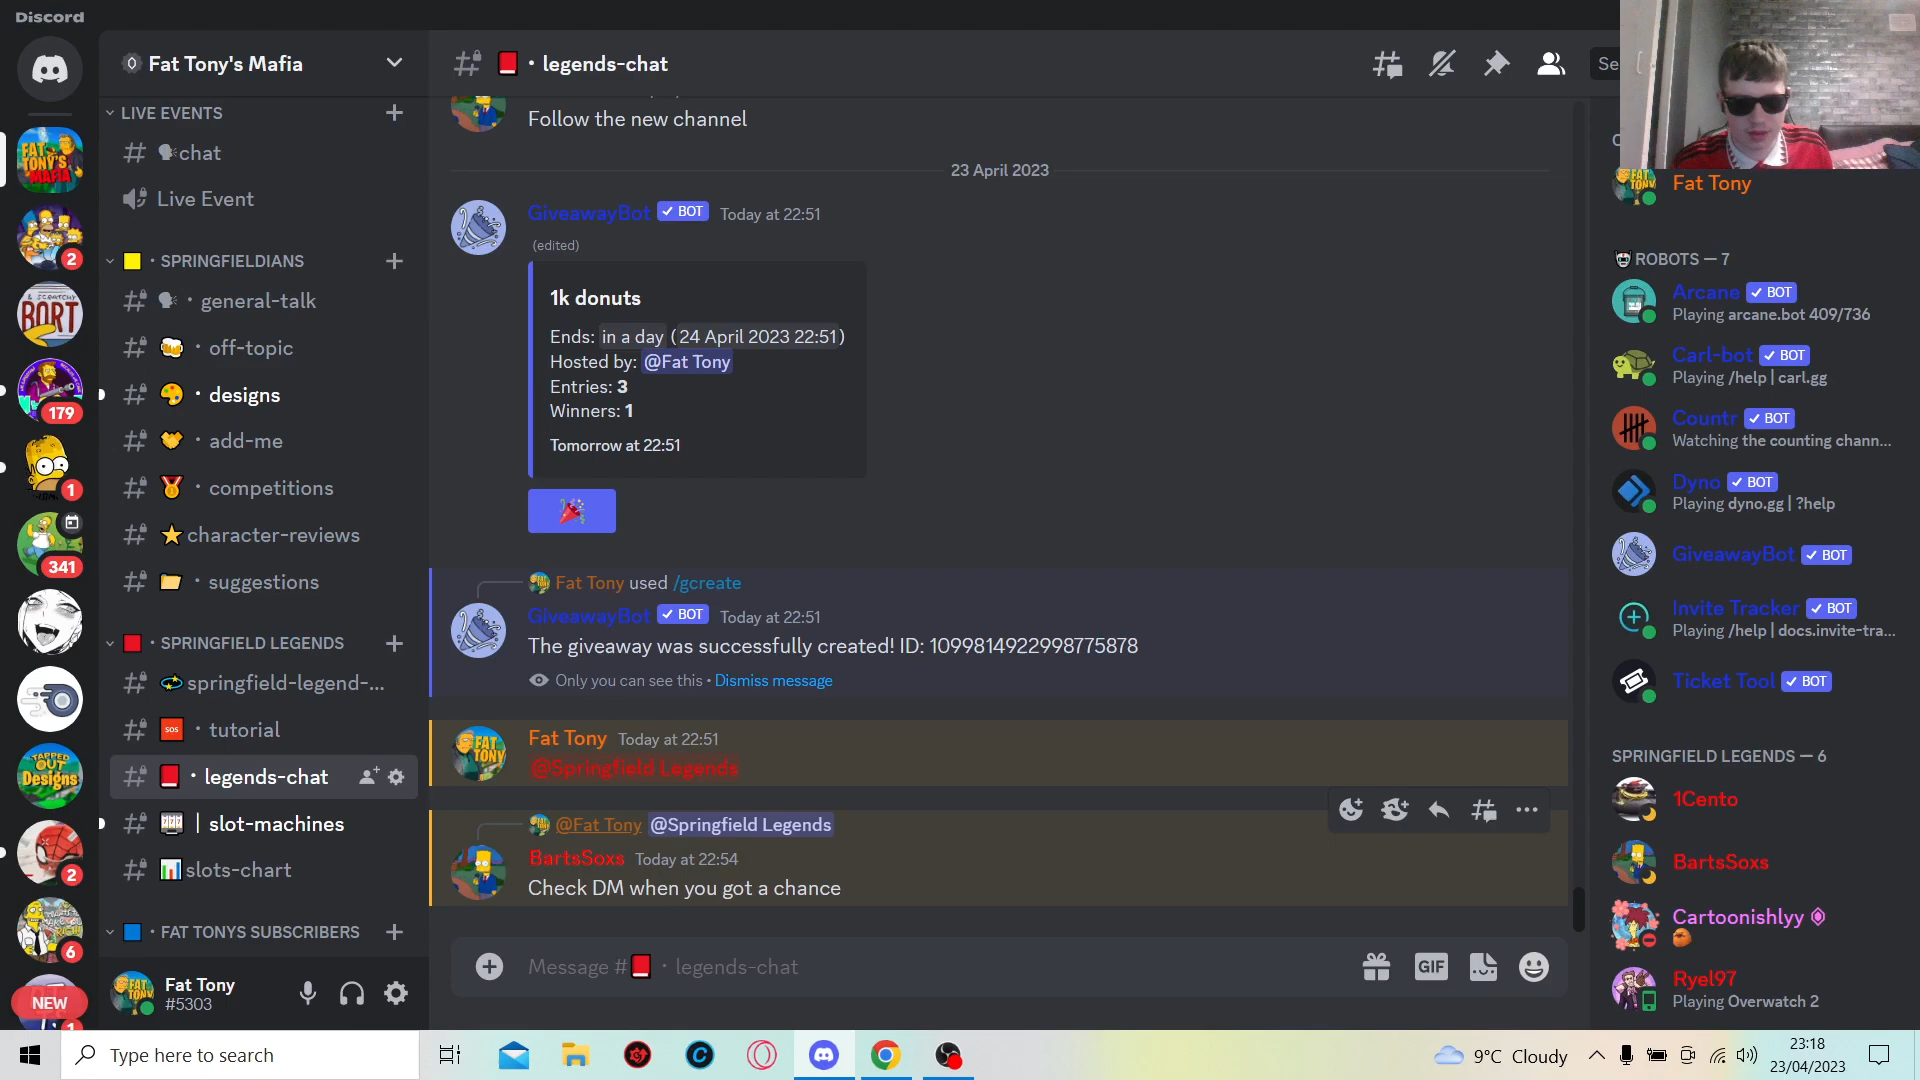 Discord
Fat Tony's Mafia
LIVE EVENTS
chat
Live Event
SPRINGFIELDIANS
general-talk
off-topic
designs
add-me
competitions
character-reviews
suggestions
SPRINGFIELD LEGENDS
springfield-legend-...
tutorial
legends-chat
slot-machines
slots-chart
FAT TONYS SUBSCRIBERS
Fat Tony
#5303
NEW
2
179
1
341
2
6
FAT TONY'S MAFIA
BORT
TAPPED OUT Designs
legends-chat
Follow the new channel
23 April 2023
GiveawayBot BOT Today at 22:51
(edited)
1k donuts
Ends: in a day (24 April 2023 22:51)
Hosted by: @Fat Tony
Entries: 3
Winners: 1
Tomorrow at 22:51
Fat Tony used /gcreate
GiveawayBot BOT Today at 22:51
The giveaway was successfully created! ID: 1099814922998775878
Only you can see this • Dismiss message
Fat Tony Today at 22:51
@Springfield Legends
@Fat Tony @Springfield Legends
BartsSoxs Today at 22:54
Check DM when you got a chance
Message # • legends-chat
GIF
Se
Fat Tony
ROBOTS — 7
Arcane BOT
Playing arcane.bot 409/736
Carl-bot BOT
Playing /help | carl.gg
Countr BOT
Watching the counting chann...
Dyno BOT
Playing dyno.gg | ?help
GiveawayBot BOT
Invite Tracker BOT
Playing /help | docs.invite-tra...
Ticket Tool BOT
SPRINGFIELD LEGENDS — 6
1Cento
BartsSoxs
Cartoonishlyy
Ryel97
Playing Overwatch 2
Type here to search
9°C Cloudy
23:18
23/04/2023